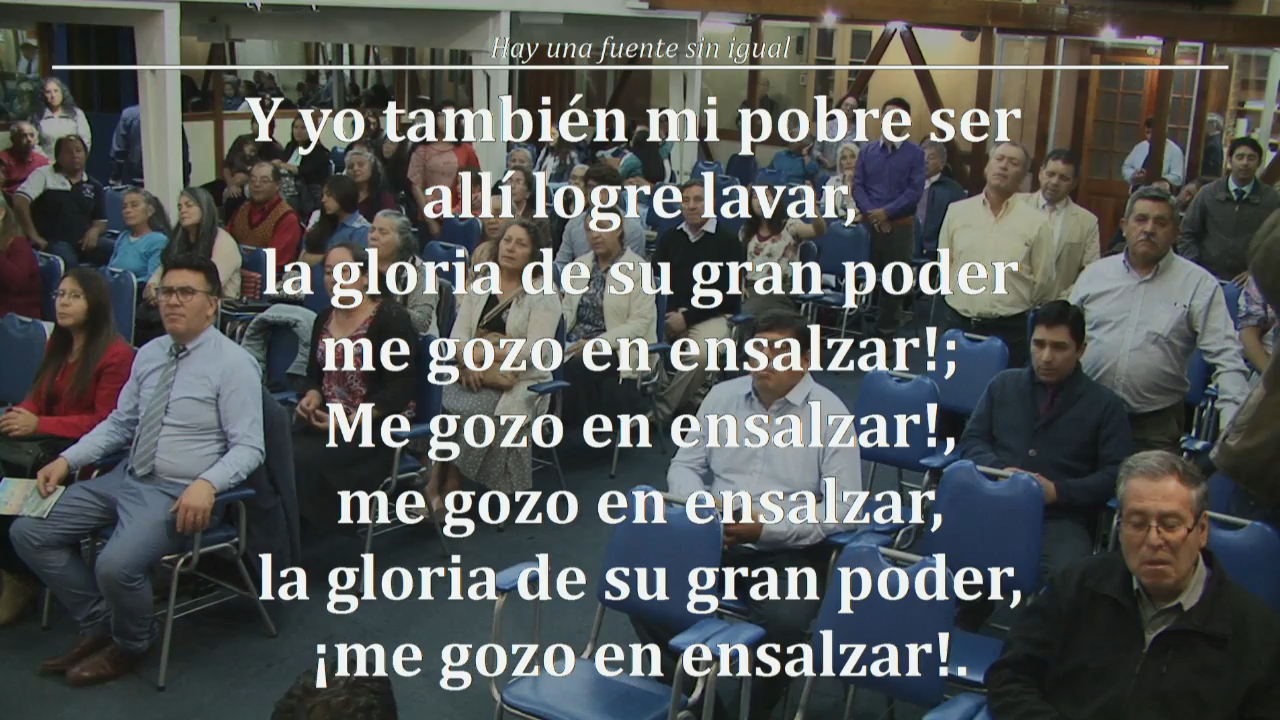 Hay una fuente sin igual
Y yo también mi pobre ser
allí logre lavar,
la gloria de su gran poder
me gozo en ensalzar!;
Me gozo en ensalzar!,
me gozo en ensalzar,
la gloria de su gran poder,
¡me gozo en ensalzar!.